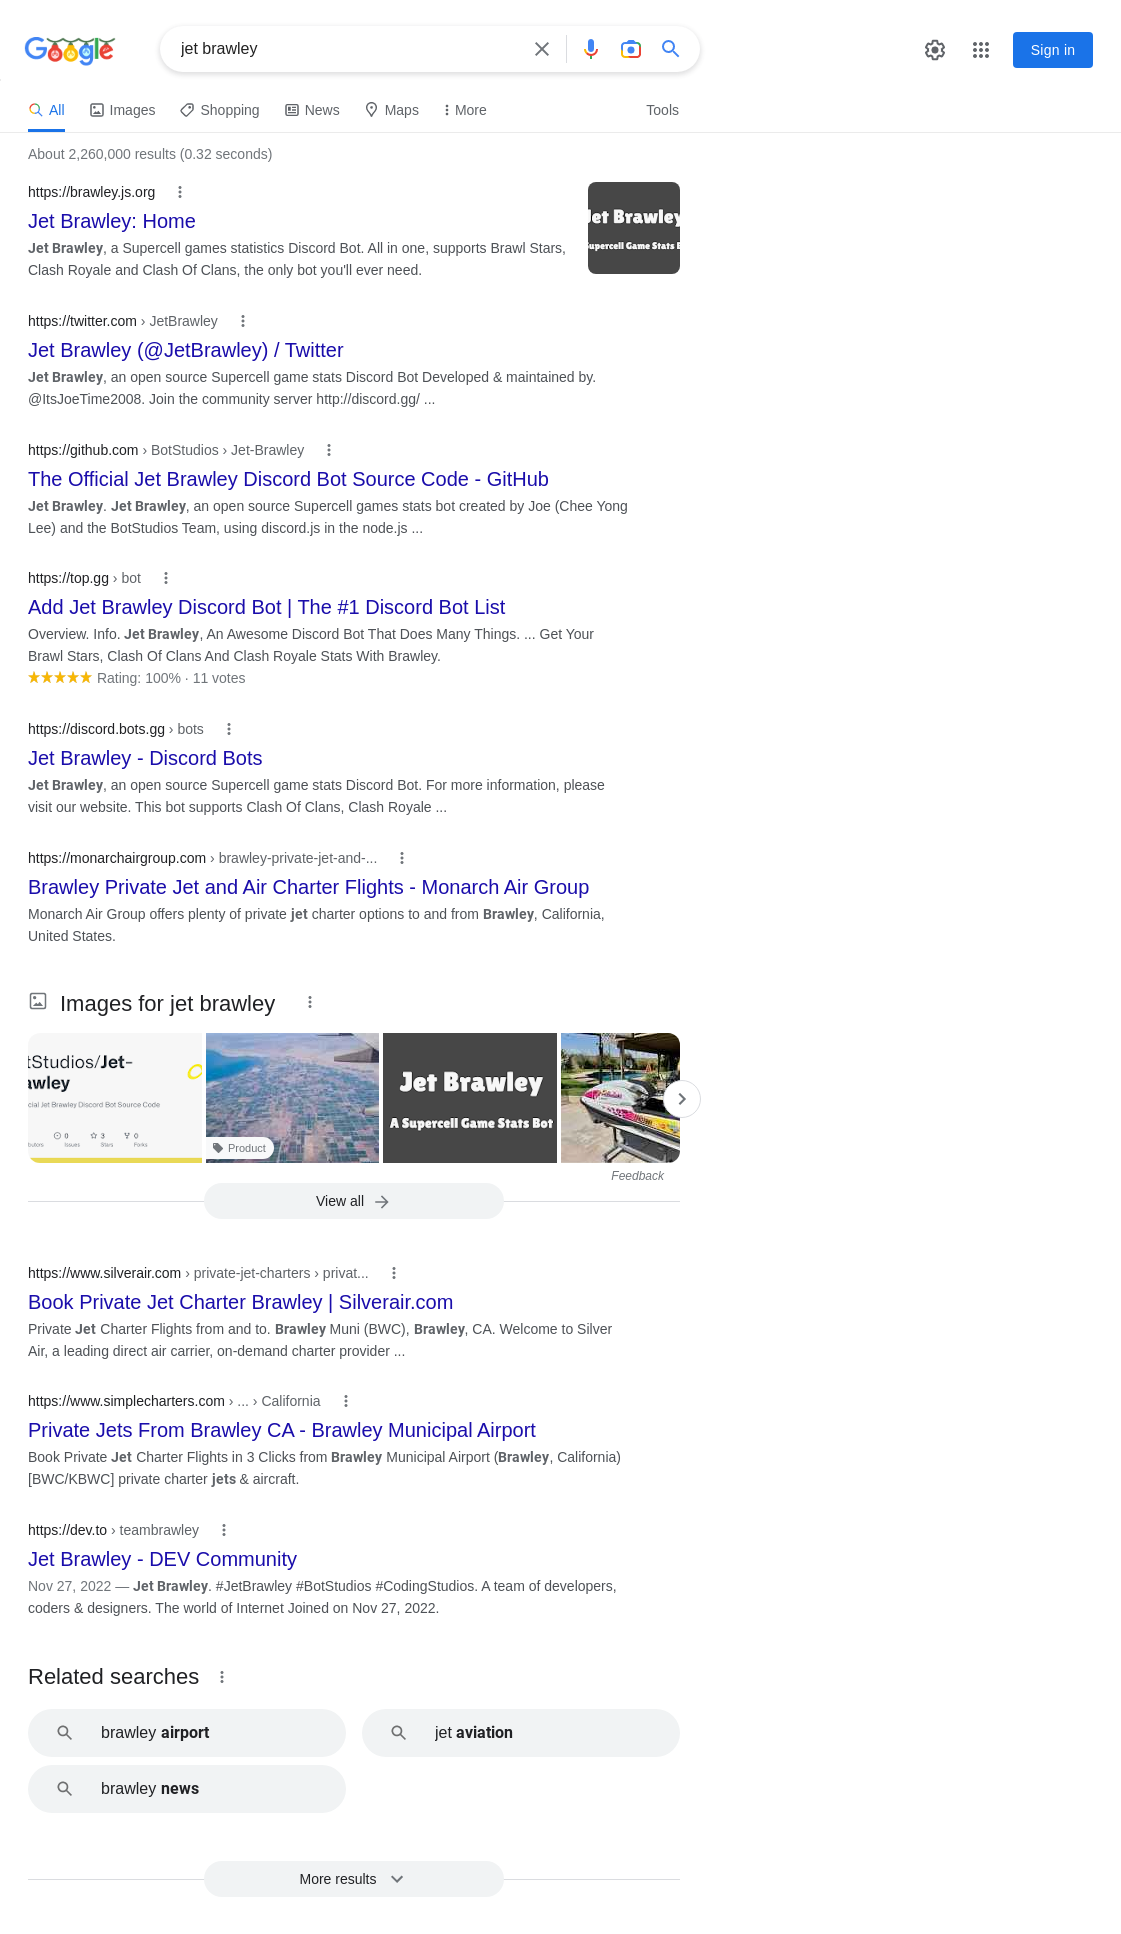 Google
jet brawley
Sign in
All
Images
Shopping
News
Maps
More
Tools
About 2,260,000 results (0.32 seconds)
https://brawley.js.org
Jet Brawley: Home
Jet Brawley, a Supercell games statistics Discord Bot. All in one, supports Brawl Stars,
Clash Royale and Clash Of Clans, the only bot you'll ever need.
Jet Brawley
Supercell Game Stats B
https://twitter.com › JetBrawley
Jet Brawley (@JetBrawley) / Twitter
Jet Brawley, an open source Supercell game stats Discord Bot Developed & maintained by.
@ItsJoeTime2008. Join the community server http://discord.gg/ ...
https://github.com › BotStudios › Jet-Brawley
The Official Jet Brawley Discord Bot Source Code - GitHub
Jet Brawley. Jet Brawley, an open source Supercell games stats bot created by Joe (Chee Yong
Lee) and the BotStudios Team, using discord.js in the node.js ...
https://top.gg › bot
Add Jet Brawley Discord Bot | The #1 Discord Bot List
Overview. Info. Jet Brawley, An Awesome Discord Bot That Does Many Things. ... Get Your
Brawl Stars, Clash Of Clans And Clash Royale Stats With Brawley.
Rating: 100% · 11 votes
https://discord.bots.gg › bots
Jet Brawley - Discord Bots
Jet Brawley, an open source Supercell game stats Discord Bot. For more information, please
visit our website. This bot supports Clash Of Clans, Clash Royale ...
https://monarchairgroup.com › brawley-private-jet-and-...
Brawley Private Jet and Air Charter Flights - Monarch Air Group
Monarch Air Group offers plenty of private jet charter options to and from Brawley, California,
United States.
Images for jet brawley
tStudios/Jet-
awley
cial Jet Brawley Discord Bot Source Code
0
3
0
Issues
Stars
Forks
Product
Jet Brawley
A Supercell Game Stats Bot
Feedback
View all
https://www.silverair.com › private-jet-charters › privat...
Book Private Jet Charter Brawley | Silverair.com
Private Jet Charter Flights from and to. Brawley Muni (BWC), Brawley, CA. Welcome to Silver
Air, a leading direct air carrier, on-demand charter provider ...
https://www.simplecharters.com › ... › California
Private Jets From Brawley CA - Brawley Municipal Airport
Book Private Jet Charter Flights in 3 Clicks from Brawley Municipal Airport (Brawley, California)
[BWC/KBWC] private charter jets & aircraft.
https://dev.to › teambrawley
Jet Brawley - DEV Community
Nov 27, 2022 — Jet Brawley. #JetBrawley #BotStudios #CodingStudios. A team of developers,
coders & designers. The world of Internet Joined on Nov 27, 2022.
Related searches
brawley airport
jet aviation
brawley news
More results